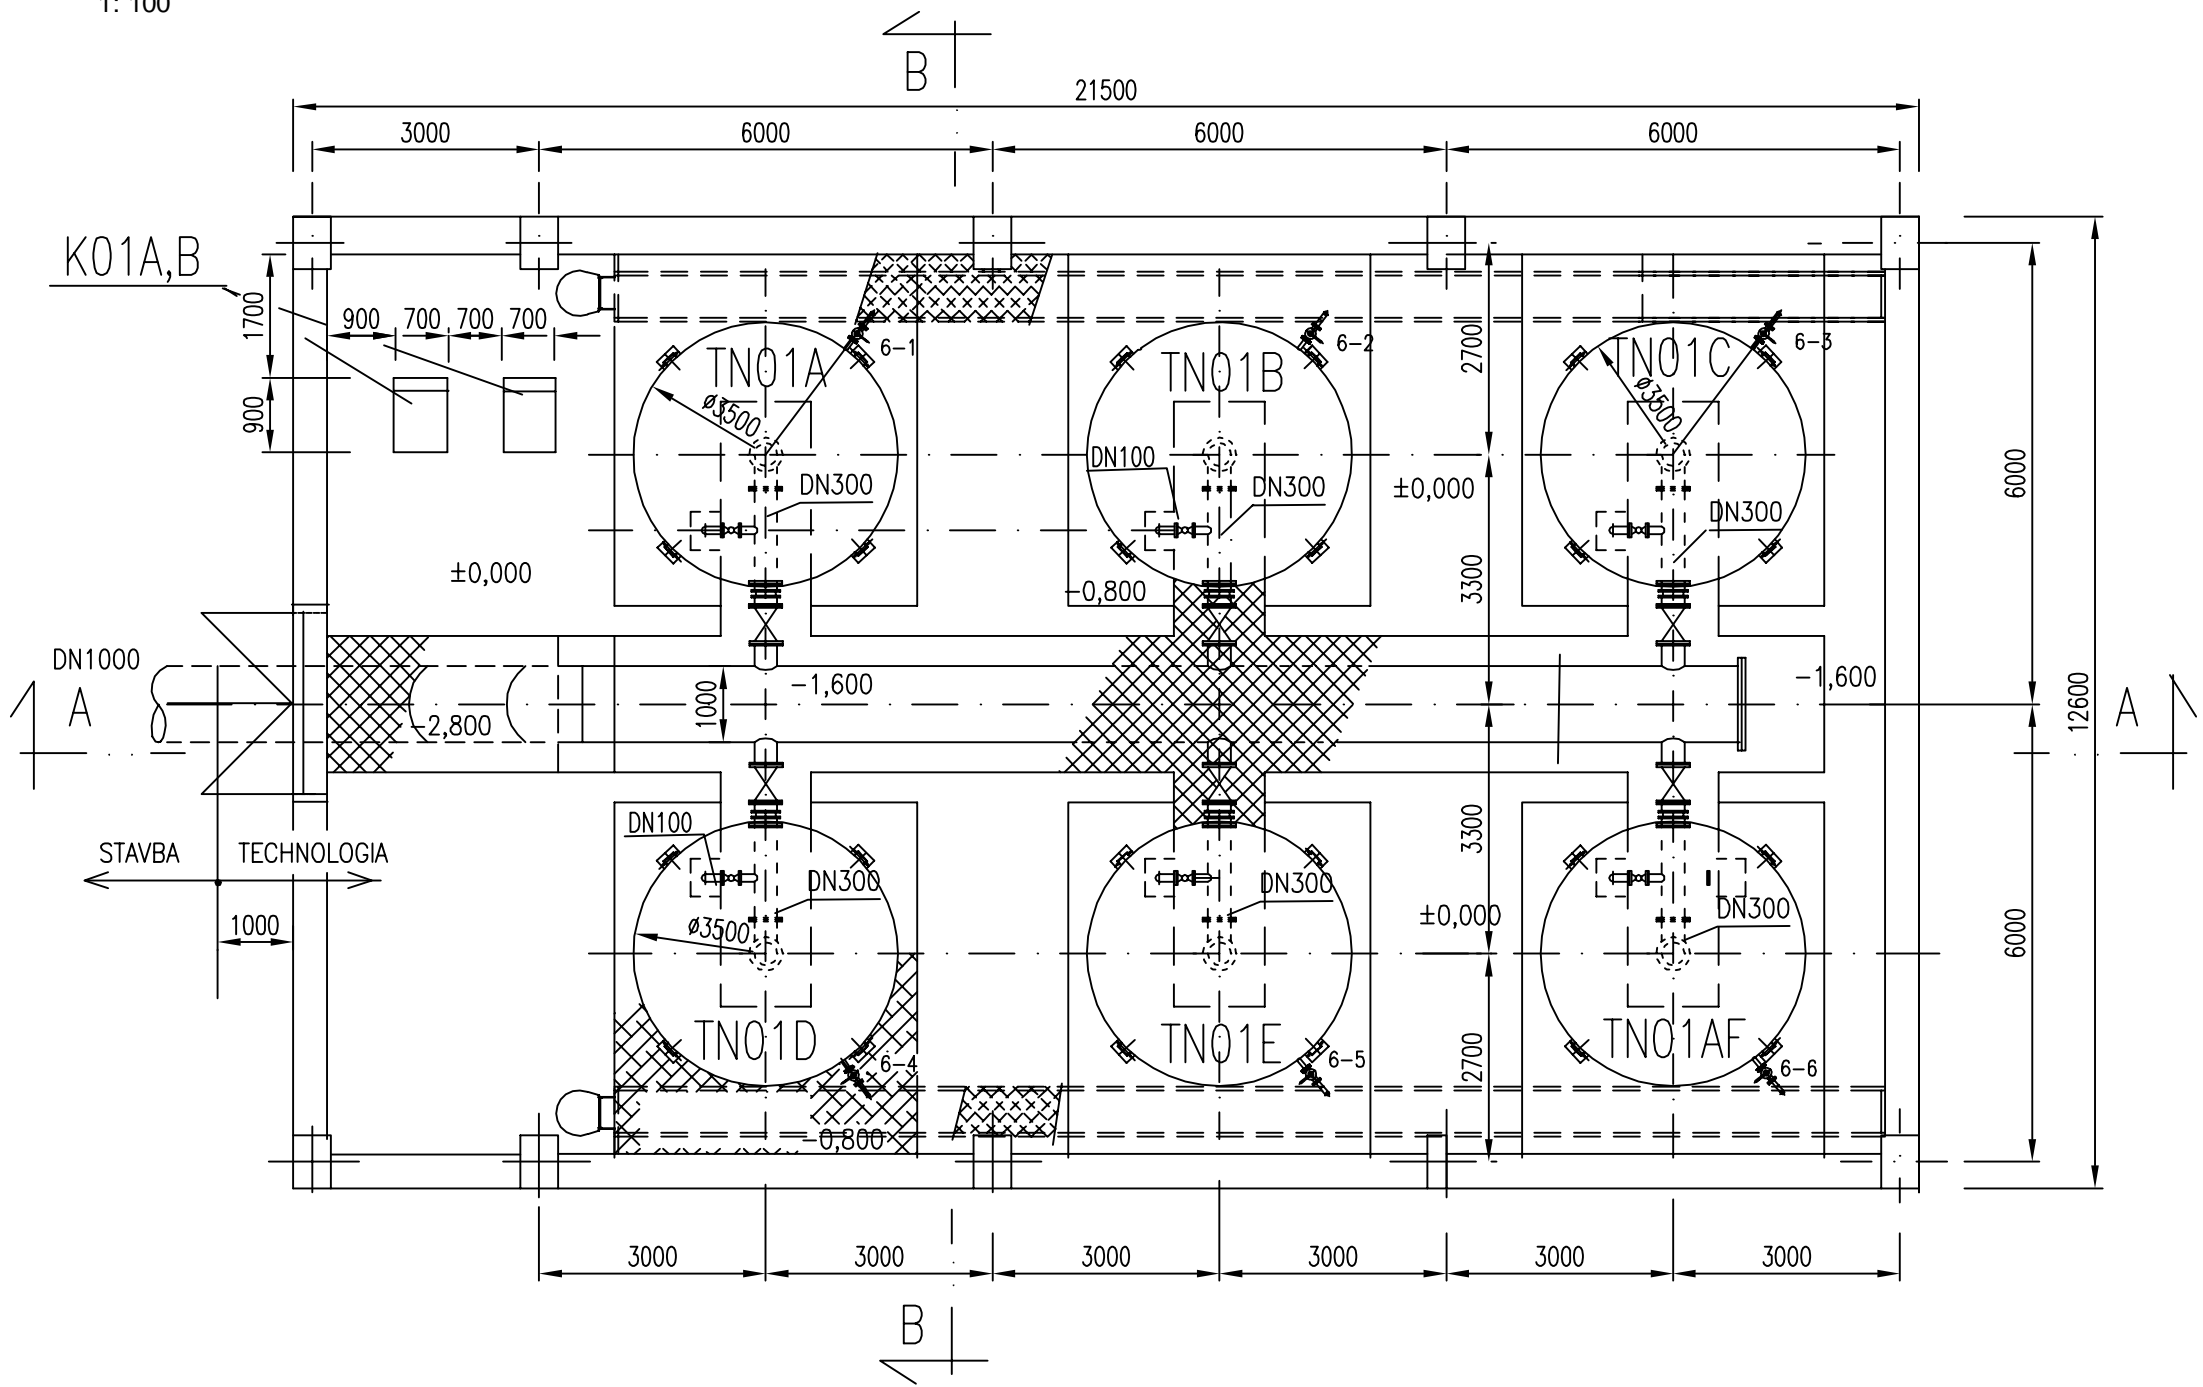 1: 100
B
21500
3000 6000 6000 6000
K01A,B
1700
900 700 700 700
900
TN01A 6-1
TN01B 6-2
TN01C 6-3
ø3500
ø3500
2700
6000
DN100
DN300
DN300
DN300
±0,000
±0,000
-0,800
3300
DN1000
A
-2,800
1000
-1,600
-1,600
12600
A
STAVBA TECHNOLOGIA
1000
DN100
DN300
DN300
DN300
3300
±0,000
ø3500
6000
TN01D 6-4
TN01E 6-5
TN01AF 6-6
2700
-0,800
3000 3000 3000 3000 3000 3000
B